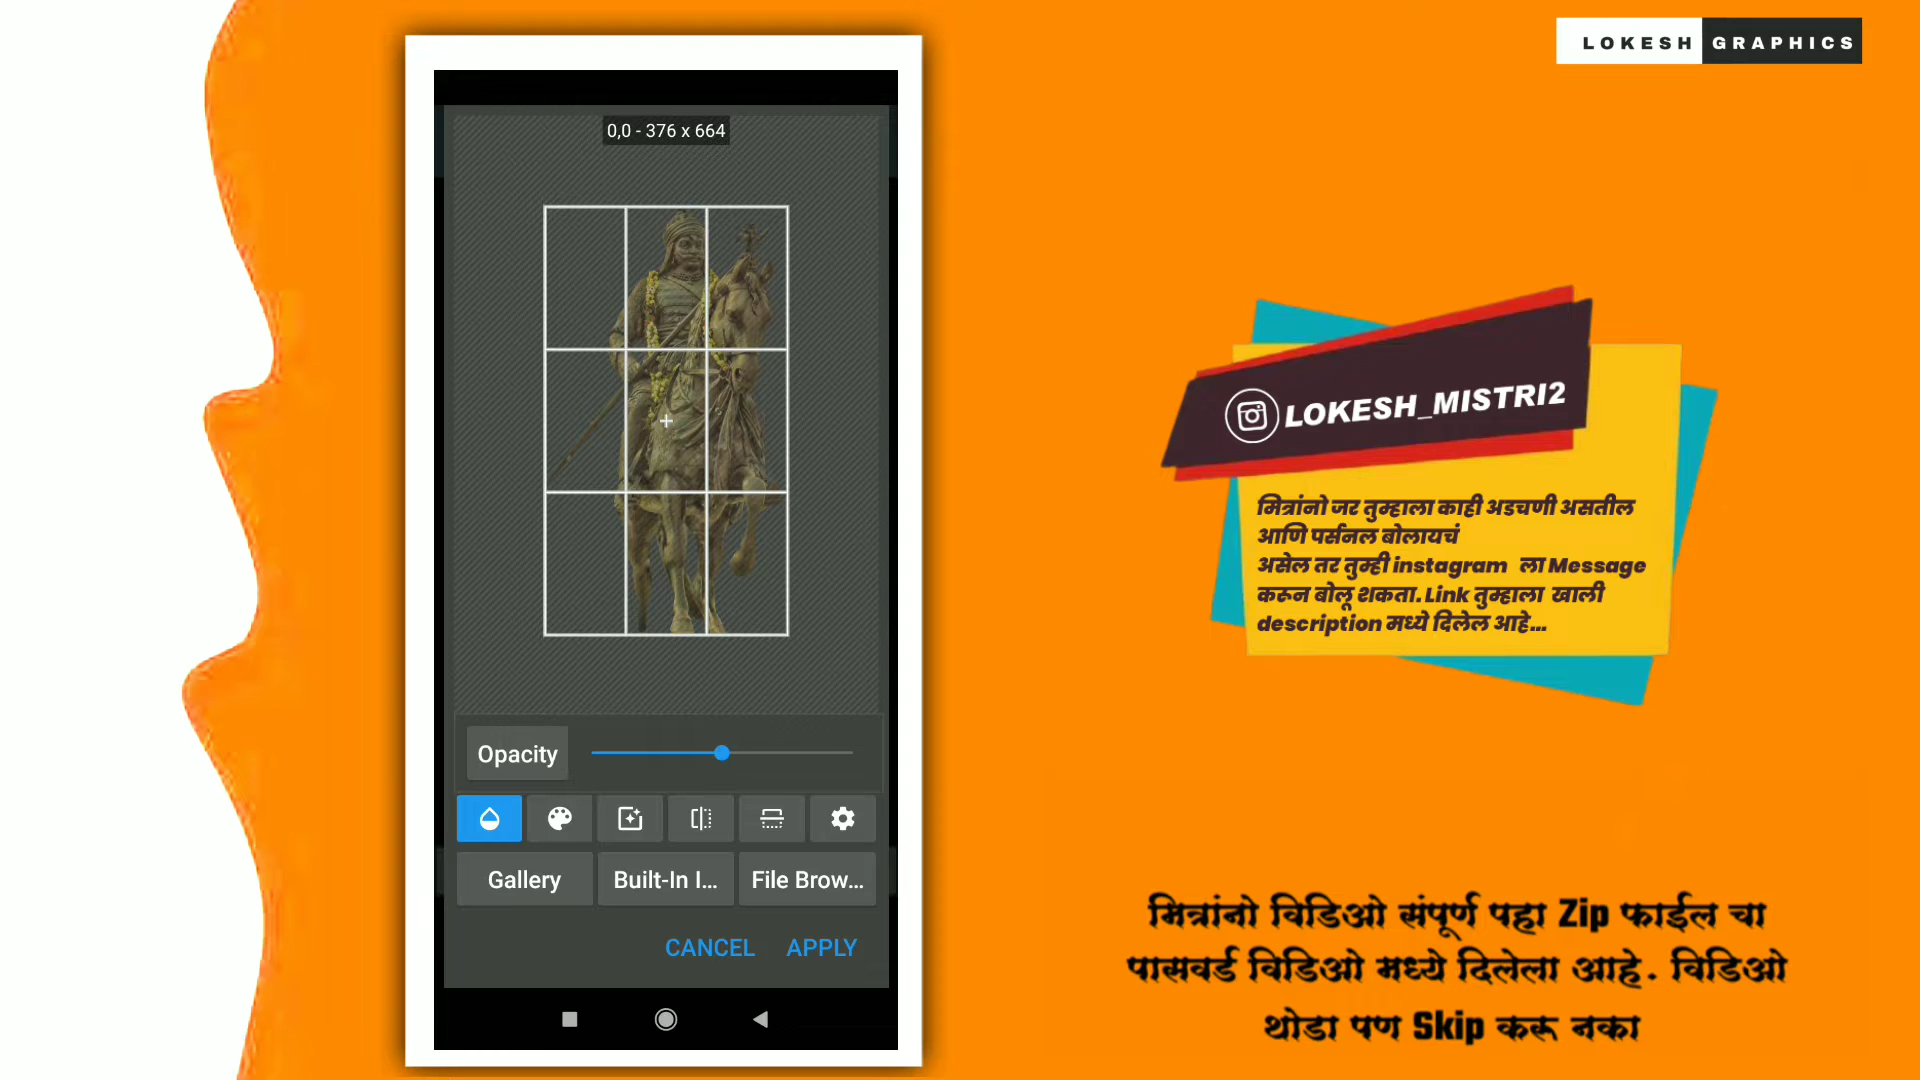 LOKESH GRAPHICS
0,0 - 376 x 664
Opacity
Gallery
Built-In I...
File Brow...
CANCEL
APPLY
LOKESH_MISTRI2
मित्रांनो जर तुम्हाला काही अडचणी असतील
आणि पर्सनल बोलायचं
असेल तर तुम्ही instagram ला Message
करून बोलू शकता. Link तुम्हाला खाली
description मध्ये दिलेल आहे...
मित्रांनो विडिओ संपूर्ण पहा Zip फाईल चा
पासवर्ड विडिओ मध्ये दिलेला आहे. विडिओ
थोडा पण Skip करू नका